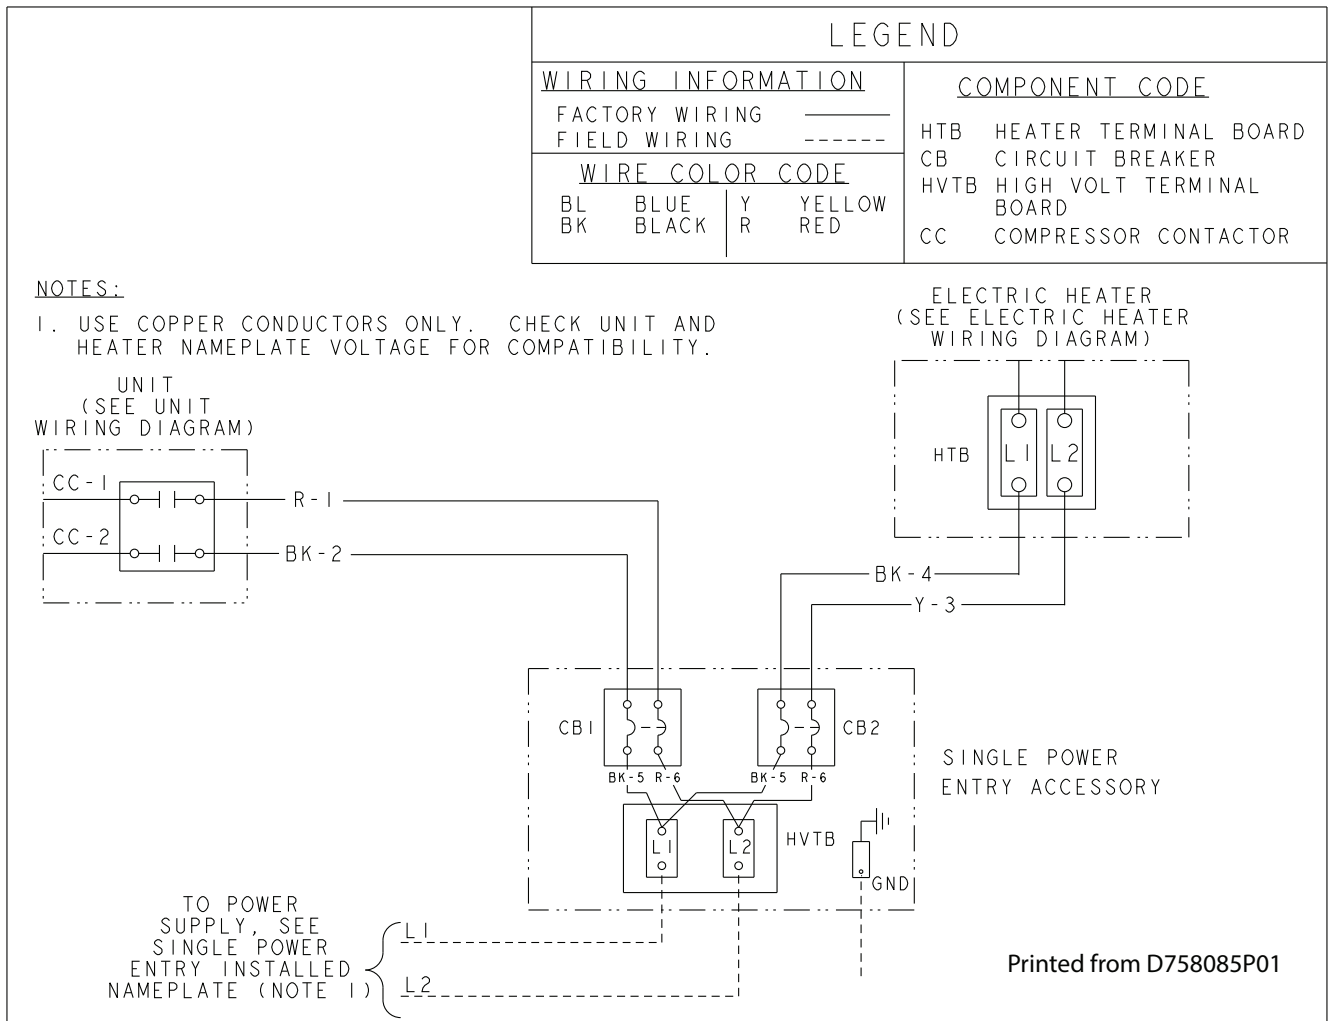 LEGEND
WIRING INFORMATION
FACTORY WIRING
FIELD WIRING
WIRE COLOR CODE
BL BLUE Y YELLOW
BK BLACK R RED
COMPONENT CODE
HTB HEATER TERMINAL BOARD
CB CIRCUIT BREAKER
HVTB HIGH VOLT TERMINAL
BOARD
CC COMPRESSOR CONTACTOR
NOTES:
1. USE COPPER CONDUCTORS ONLY. CHECK UNIT AND
HEATER NAMEPLATE VOLTAGE FOR COMPATIBILITY.
UNIT
(SEE UNIT
WIRING DIAGRAM)
CC-1
R-1
CC-2
BK-2
ELECTRIC HEATER
(SEE ELECTRIC HEATER
WIRING DIAGRAM)
HTB L1 L2
BK-4
Y-3
CB1 CB2
BK-5 R-6 BK-5 R-6
SINGLE POWER
ENTRY ACCESSORY
L1 L2 HVTB
GND
TO POWER
SUPPLY, SEE
SINGLE POWER
ENTRY INSTALLED
NAMEPLATE (NOTE 1)
L1
L2
Printed from D758085P01